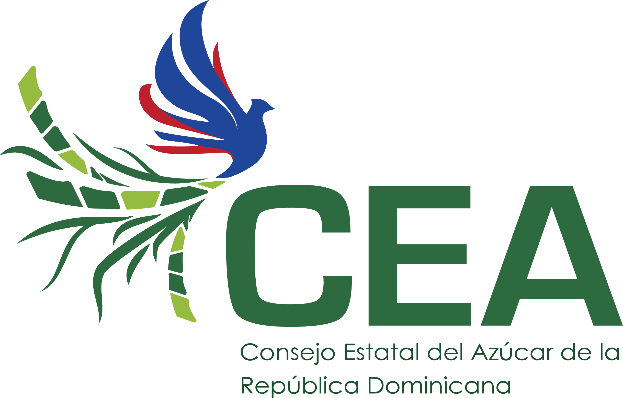 CEA
Consejo Estatal del Azúcar de la
República Dominicana